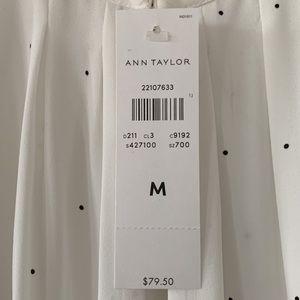 ANN TAYLOR
22107633
D211 CL3 C9192
S427100 SZ700
M
$79.50